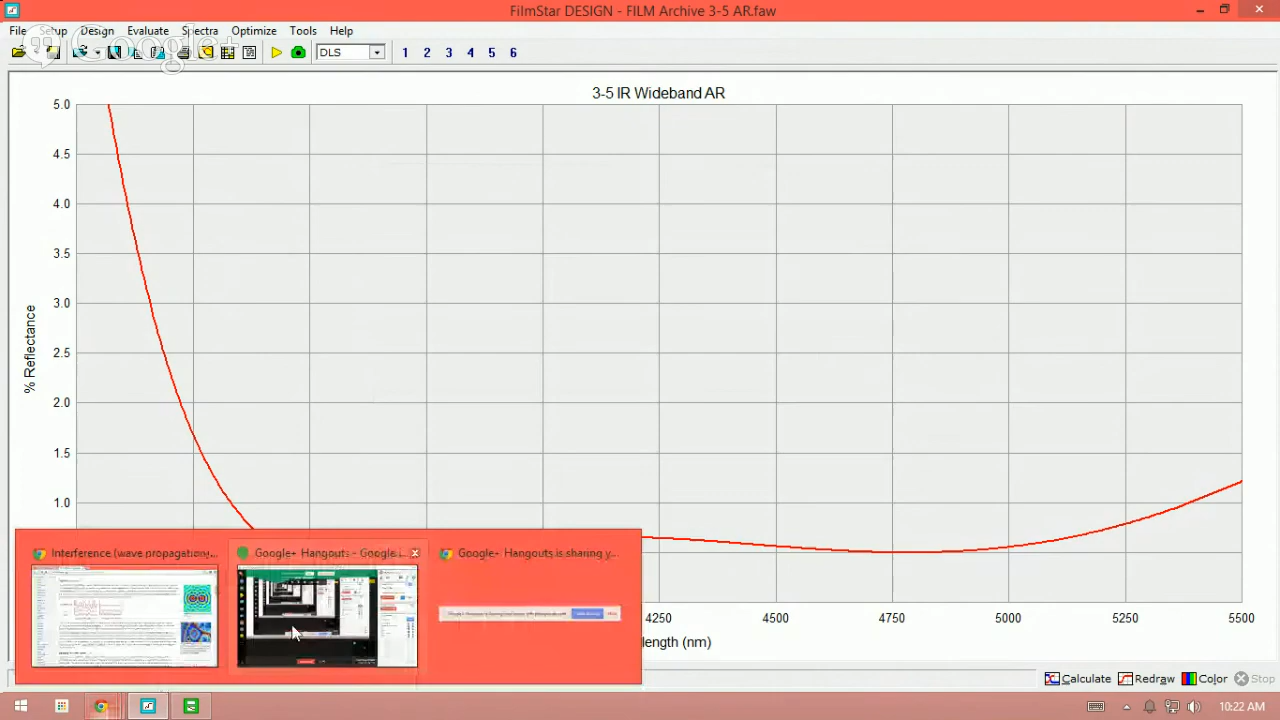 FilmStar DESIGN - FILM Archive 3-5 AR.faw
File Setup Design Evaluate Spectra Optimize Tools Help
Google+
DLS 1 2 3 4 5 6
3-5 IR Wideband AR
5.0
4.5
4.0
3.5
3.0
2.5
2.0
1.5
1.0
% Reflectance
Interference (wave propagation)...
Google+ Hangouts - Google ...
Google+ Hangouts is sharing y...
4250 4500 4750 5000 5250 5500
length (nm)
Calculate Redraw Color Stop
10:22 AM